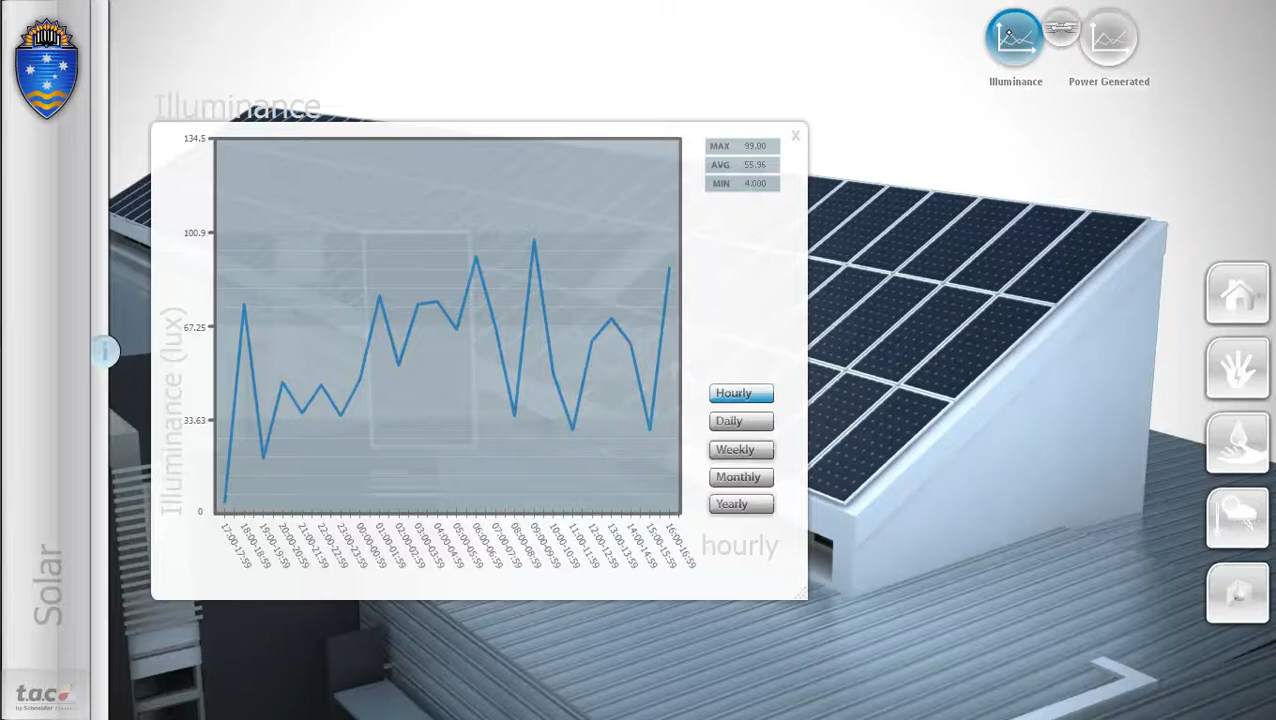 Illuminance
Power Generated
Illuminance
134.5
100.9
67.25
33.63
0
Illuminance (lux)
17:00-17:59
18:00-18:59
19:00-19:59
20:00-20:59
21:00-21:59
22:00-22:59
23:00-23:59
00:00-00:59
01:00-01:59
02:00-02:59
03:00-03:59
04:00-04:59
05:00-05:59
06:00-06:59
07:00-07:59
08:00-08:59
09:00-09:59
10:00-10:59
11:00-11:59
12:00-12:59
13:00-13:59
14:00-14:59
15:00-15:59
16:00-16:59
x
MAX 99.00
AVG 55.96
MIN 4.000
Hourly
Daily
Weekly
Monthly
Yearly
hourly
Solar
t.a.c
by Schneider Electric